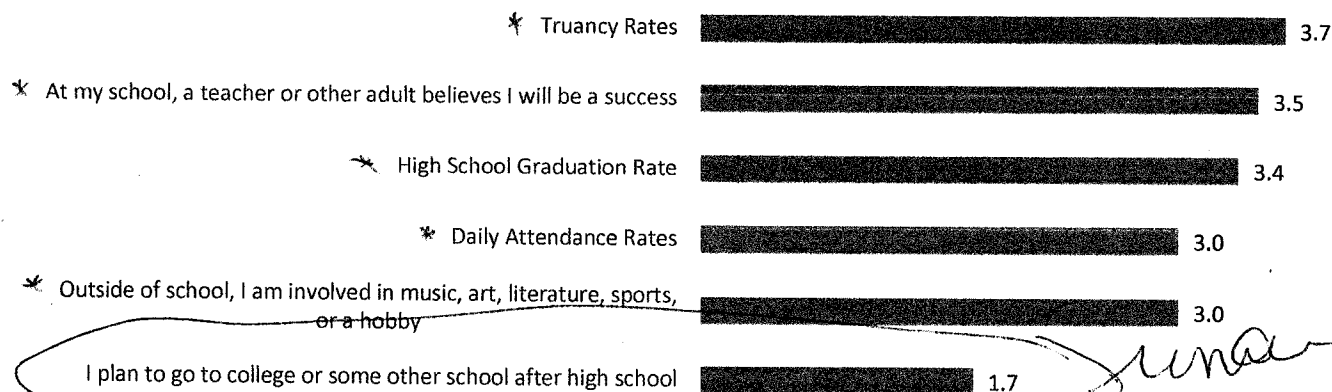 * Truancy Rates 3.7
* At my school, a teacher or other adult believes I will be a success 3.5
* High School Graduation Rate 3.4
* Daily Attendance Rates 3.0
* Outside of school, I am involved in music, art, literature, sports,
or a hobby 3.0
I plan to go to college or some other school after high school 1.7